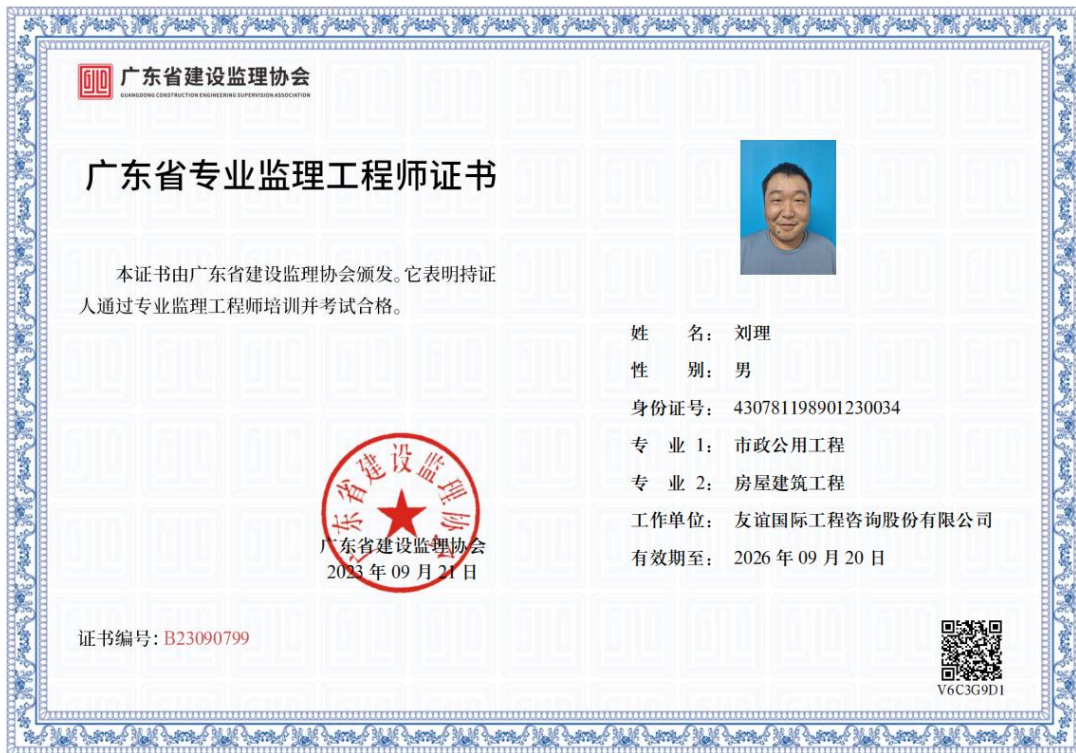 广东省建设监理协会
GUANGDONG CONSTRUCTION ENGINEERING SUPERVISION ASSOCIATION
广东省专业监理工程师证书
本证书由广东省建设监理协会颁发。它表明持证
人通过专业监理工程师培训并考试合格。
姓 名: 刘理
性 别: 男
身份证号: 430781198901230034
专 业 1: 市政公用工程
专 业 2: 房屋建筑工程
工作单位: 友谊国际工程咨询股份有限公司
有效期至: 2026 年 09 月 20 日
广东省建设监理协会
广东省建设监理协会
2023 年 09 月 21 日
证书编号: B23090799
V6C3G9D1